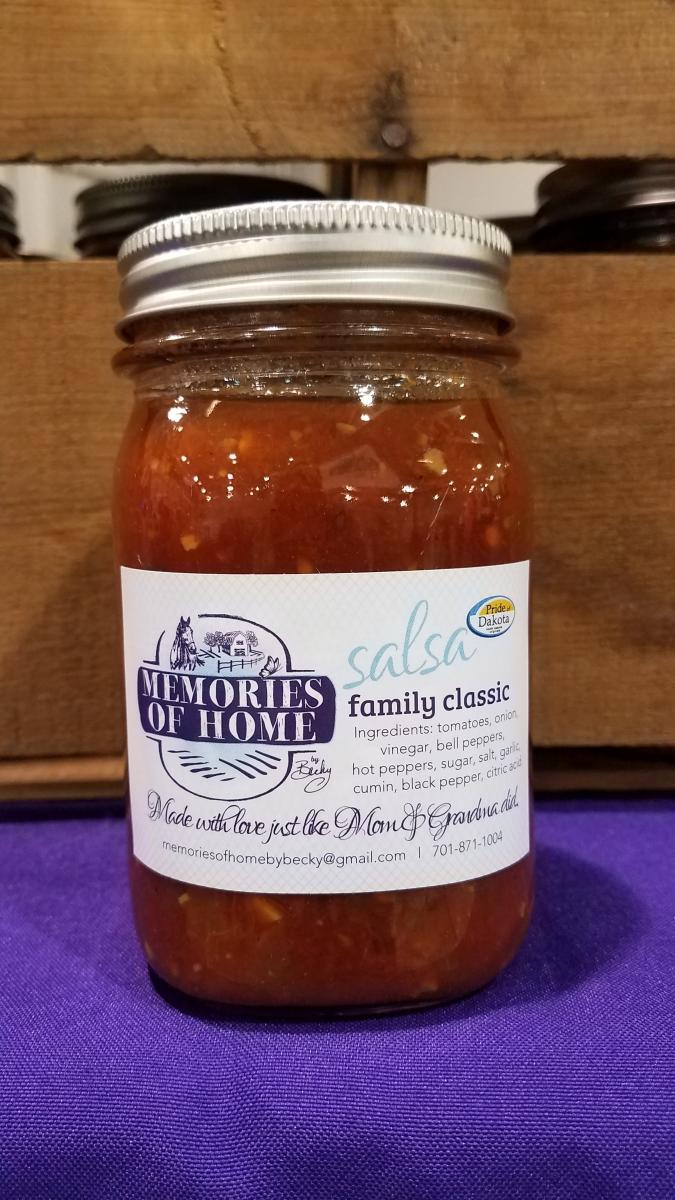 MEMORIES
OF HOME
by
Becky
salsa
Pride of
Dakota
family classic
Ingredients: tomatoes, onion,
vinegar, bell peppers,
hot peppers, sugar, salt, garlic,
cumin, black pepper, citric acid
Made with love just like Mom & Grandma did.
memoriesofhomebybecky@gmail.com | 701-871-1004